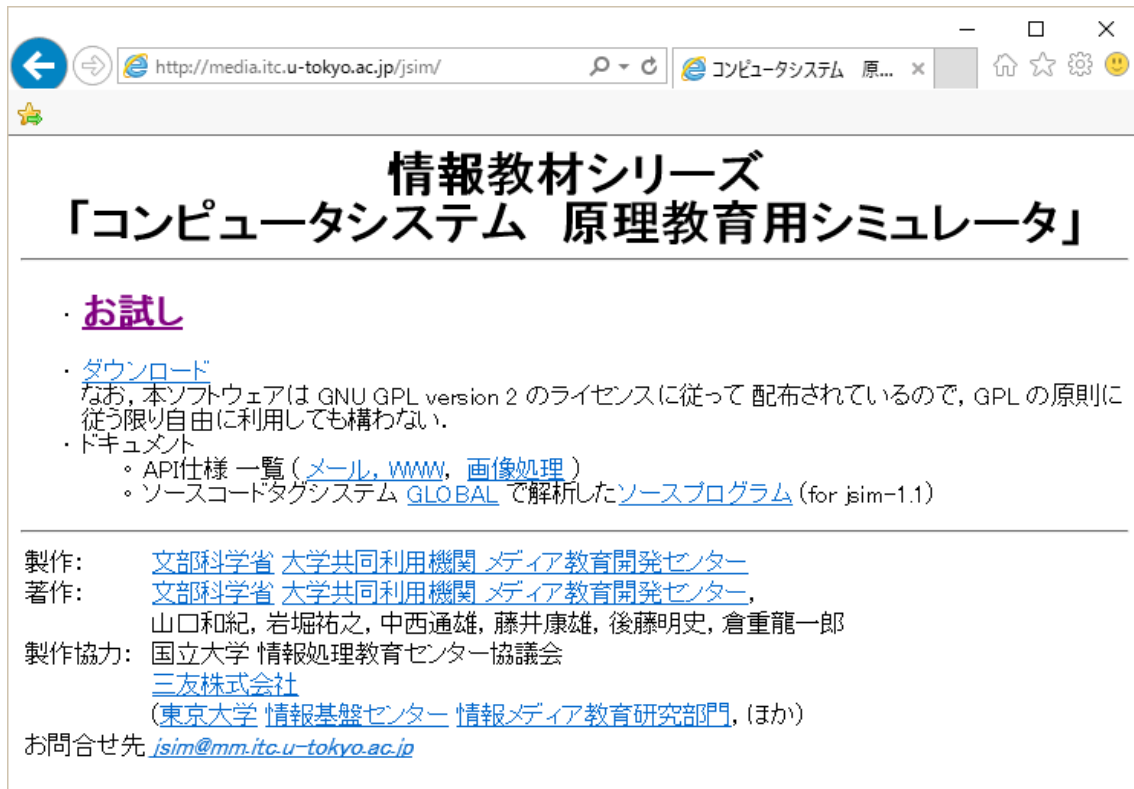 http://media.itc.u-tokyo.ac.jp/jsim/
コンピュータシステム　原...
情報教材シリーズ
「コンピュータシステム　原理教育用シミュレータ」
・お試し
・ダウンロード
なお, 本ソフトウェアは GNU GPL version 2 のライセンスに従って 配布されているので, GPL の原則に
従う限り自由に利用しても構わない.
・ドキュメント
。API仕様 一覧 ( メール, WWW, 画像処理 )
。ソースコードタグシステム GLOBAL で解析したソースプログラム (for jsim-1.1)
製作: 文部科学省 大学共同利用機関 メディア教育開発センター
著作: 文部科学省 大学共同利用機関 メディア教育開発センター,
山口和紀, 岩堀祐之, 中西通雄, 藤井康雄, 後藤明史, 倉重龍一郎
製作協力: 国立大学 情報処理教育センター協議会
三友株式会社
(東京大学 情報基盤センター 情報メディア教育研究部門, ほか)
お問合せ先 jsim@mm.itc.u-tokyo.ac.jp